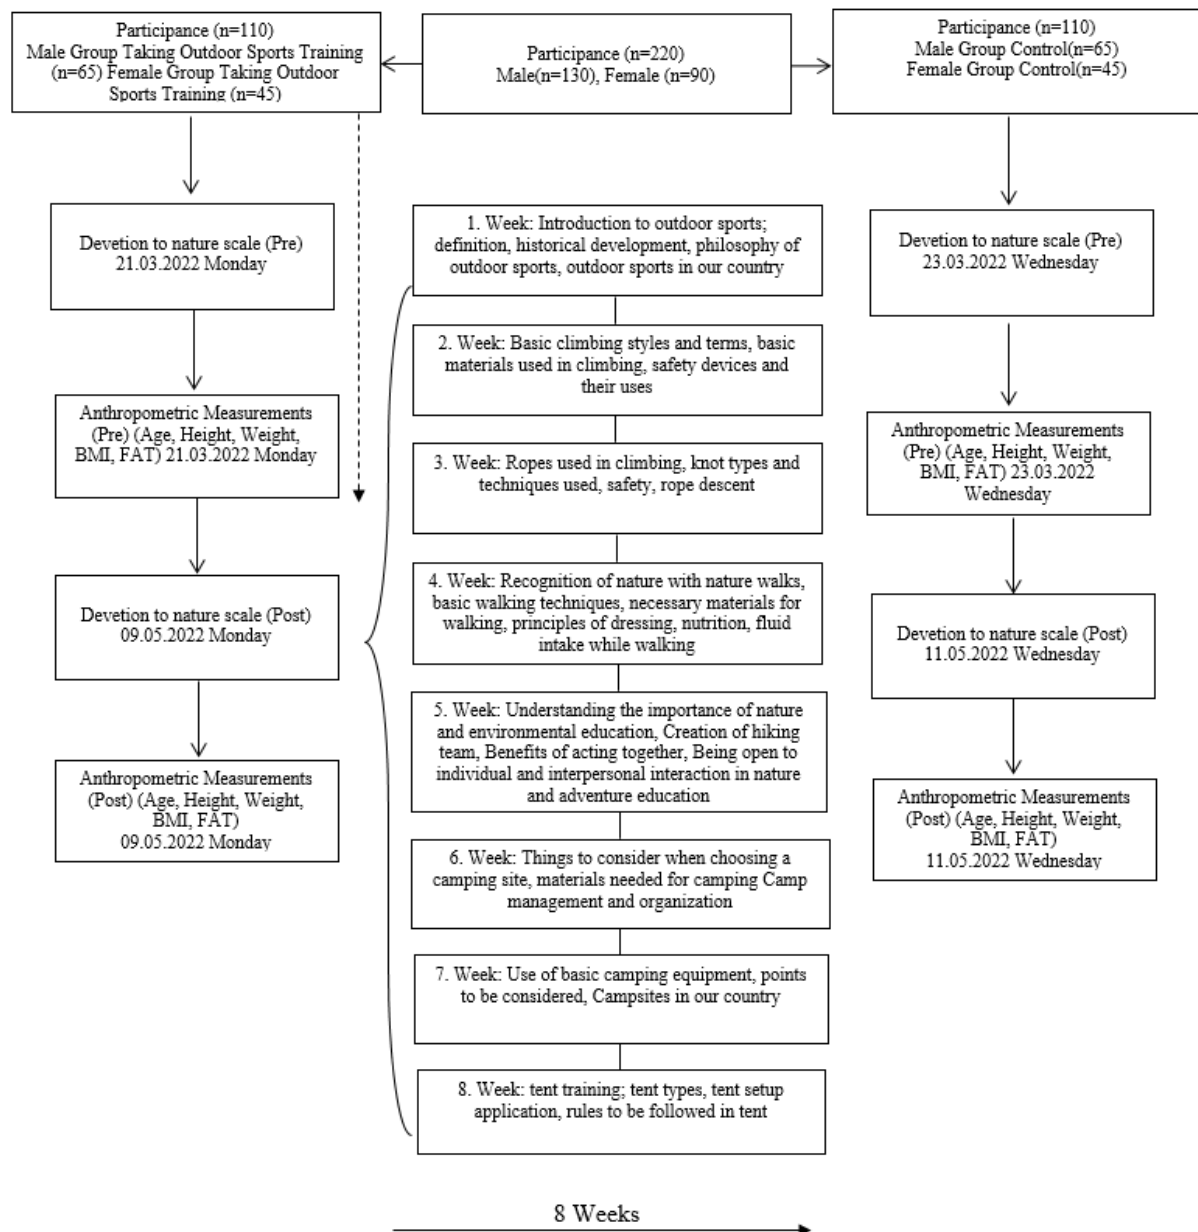 Participance (n=110)
Male Group Taking Outdoor Sports Training
(n=65) Female Group Taking Outdoor
Sports Training (n=45)
Participance (n=220)
Male(n=130), Female (n=90)
Participance (n=110)
Male Group Control(n=65)
Female Group Control(n=45)
Devetion to nature scale (Pre)
21.03.2022 Monday
Anthropometric Measurements
(Pre) (Age, Height, Weight,
BMI, FAT) 21.03.2022 Monday
Devetion to nature scale (Post)
09.05.2022 Monday
Anthropometric Measurements
(Post) (Age, Height, Weight,
BMI, FAT)
09.05.2022 Monday
1. Week: Introduction to outdoor sports;
definition, historical development, philosophy of
outdoor sports, outdoor sports in our country
2. Week: Basic climbing styles and terms, basic
materials used in climbing, safety devices and
their uses
3. Week: Ropes used in climbing, knot types and
techniques used, safety, rope descent
4. Week: Recognition of nature with nature walks,
basic walking techniques, necessary materials for
walking, principles of dressing, nutrition, fluid
intake while walking
5. Week: Understanding the importance of nature
and environmental education, Creation of hiking
team, Benefits of acting together, Being open to
individual and interpersonal interaction in nature
and adventure education
6. Week: Things to consider when choosing a
camping site, materials needed for camping Camp
management and organization
7. Week: Use of basic camping equipment, points
to be considered, Campsites in our country
8. Week: tent training; tent types, tent setup
application, rules to be followed in tent
Devetion to nature scale (Pre)
23.03.2022 Wednesday
Anthropometric Measurements
(Pre) (Age, Height, Weight,
BMI, FAT) 23.03.2022
Wednesday
Devetion to nature scale (Post)
11.05.2022 Wednesday
Anthropometric Measurements
(Post) (Age, Height, Weight,
BMI, FAT)
11.05.2022 Wednesday
8 Weeks